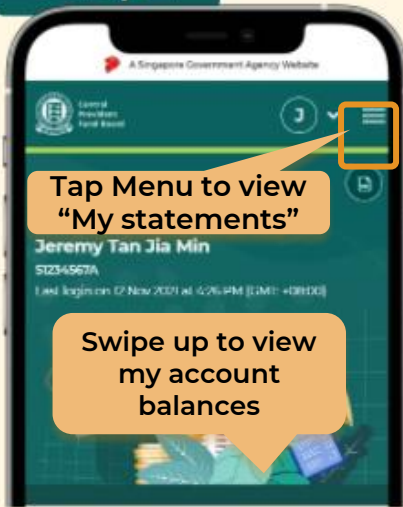 A Singapore Government Agency Website
Central
Provident
Fund Board
J
Tap Menu to view
“My statements”
Jeremy Tan Jia Min
S1234567A
Last login on 12 Nov 2021 at 4:26 PM (GMT: +08:00)
Swipe up to view
my account
balances